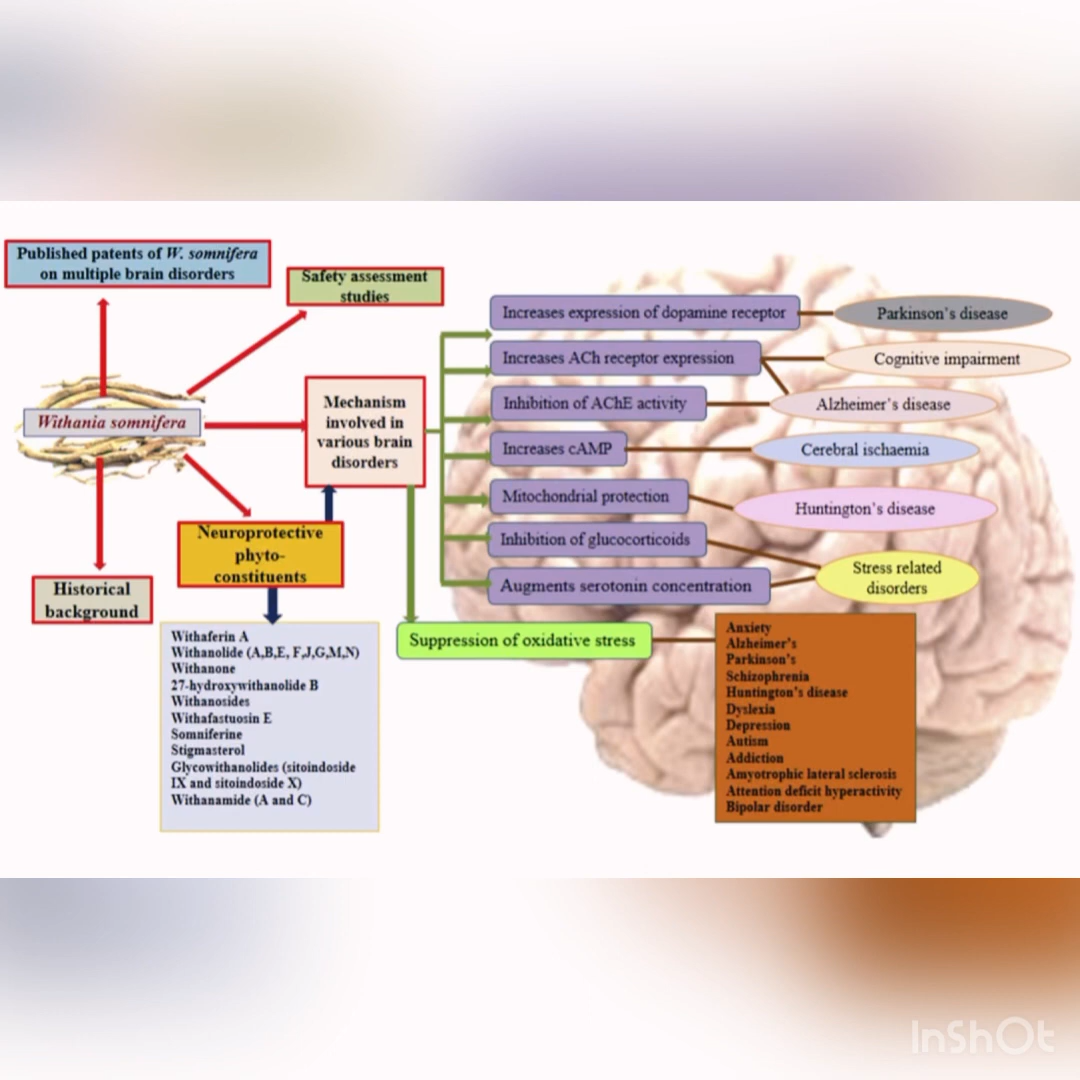 Published patents of W. somnifera
on multiple brain disorders
Safety assessment
studies
Withania somnifera
Mechanism
involved in
various brain
disorders
Neuroprotective
phyto-
constituents
Historical
background
Withaferin A
Withanolide (A,B,E, F,J,G,M,N)
Withanone
27-hydroxywithanolide B
Withanosides
Withafastuosin E
Somniferine
Stigmasterol
Glycowithanolides (sitoindoside
IX and sitoindoside X)
Withanamide (A and C)
Increases expression of dopamine receptor
Parkinson's disease
Increases ACh receptor expression
Cognitive impairment
Inhibition of AChE activity
Alzheimer's disease
Increases cAMP
Cerebral ischaemia
Mitochondrial protection
Huntington's disease
Inhibition of glucocorticoids
Augments serotonin concentration
Stress related
disorders
Suppression of oxidative stress
Anxiety
Alzheimer's
Parkinson's
Schizophrenia
Huntington's disease
Dyslexia
Depression
Autism
Addiction
Amyotrophic lateral sclerosis
Attention deficit hyperactivity
Bipolar disorder
InShOt